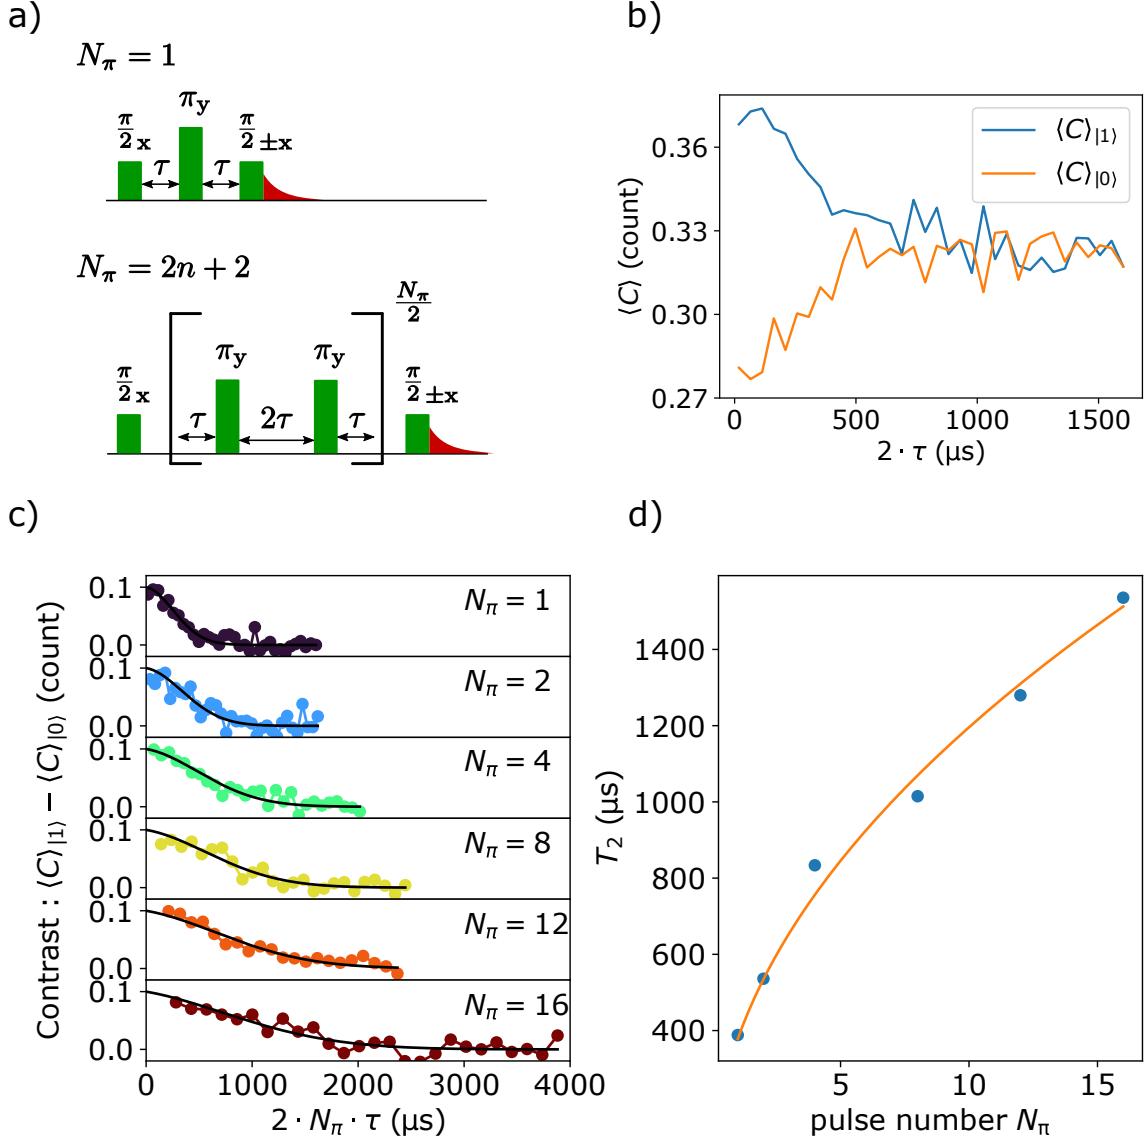 a)
Nπ = 1
πy
π/2 x
π/2 ±x
τ
τ
Nπ = 2n + 2
Nπ/2
πy
πy
π/2 x
π/2 ±x
τ
2τ
τ
b)
⟨C⟩|1⟩
⟨C⟩|0⟩
0.36
0.33
0.30
0.27
⟨C⟩ (count)
0
500
1000
1500
2 · τ (µs)
c)
0.1
0.0
Nπ = 1
0.1
0.0
Nπ = 2
0.1
0.0
Nπ = 4
0.1
0.0
Nπ = 8
0.1
0.0
Nπ = 12
0.1
0.0
Nπ = 16
Contrast : ⟨C⟩|1⟩ − ⟨C⟩|0⟩ (count)
0
1000
2000
3000
4000
2 · Nπ · τ (µs)
d)
1400
1200
1000
800
600
400
T2 (µs)
5
10
15
pulse number Nπ